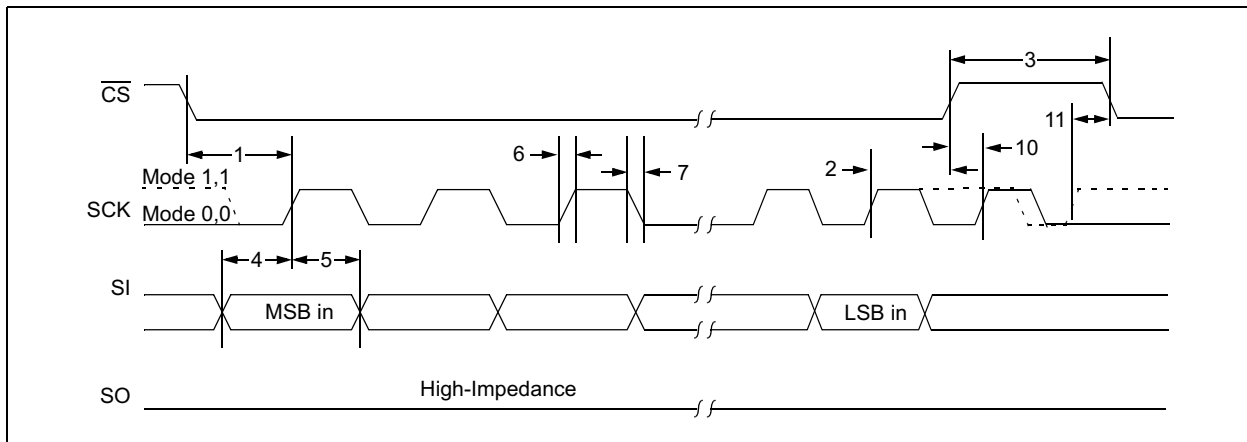 3
CS
11
1
6
7
2
10
Mode 1,1
SCK
Mode 0,0
4
5
SI
MSB in
LSB in
SO
High-Impedance